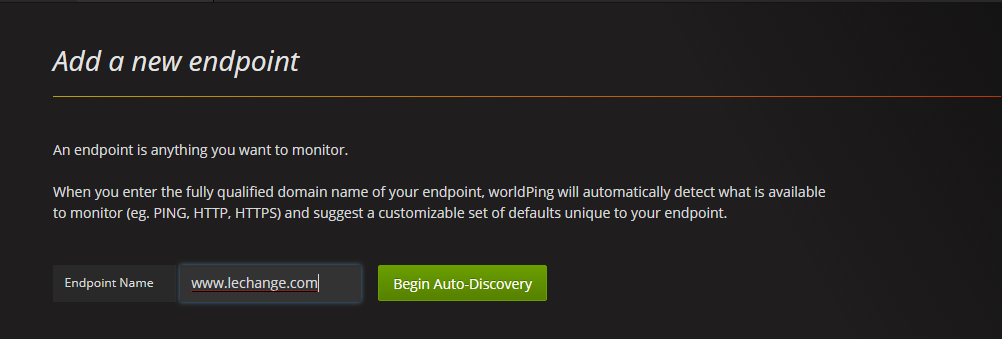 Add a new endpoint
An endpoint is anything you want to monitor.
When you enter the fully qualified domain name of your endpoint, worldPing will automatically detect what is available
to monitor (eg. PING, HTTP, HTTPS) and suggest a customizable set of defaults unique to your endpoint.
Endpoint Name www.lechange.com Begin Auto-Discovery